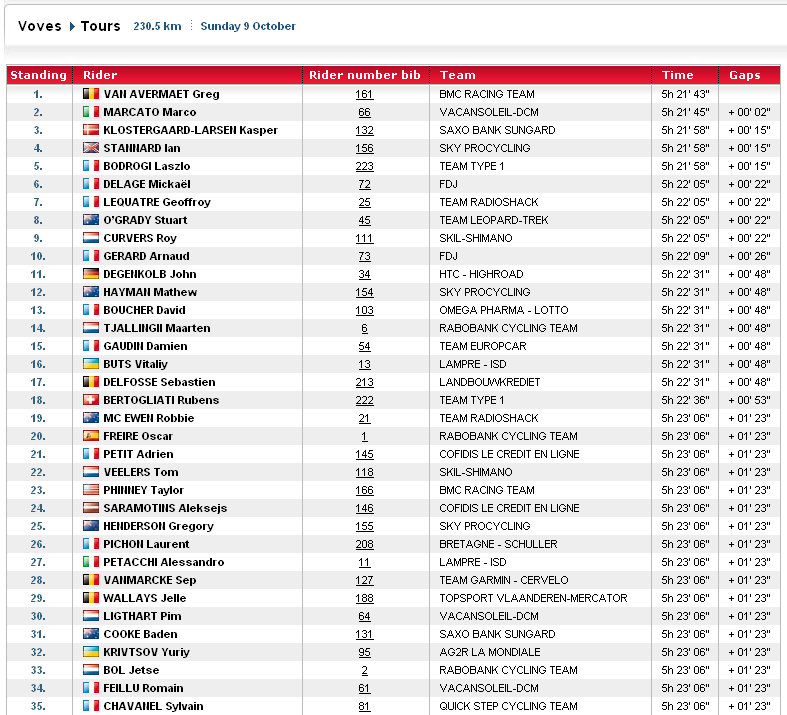 Voves Tours 230.5 km Sunday 9 October
Standing Rider Rider number bib Team Time Gaps
1. VAN AVERMAET Greg 161 BMC RACING TEAM 5h 21' 43"
2. MARCATO Marco 66 VACANSOLEIL-DCM 5h 21' 45" + 00' 02"
3. KLOSTERGAARD-LARSEN Kasper 132 SAXO BANK SUNGARD 5h 21' 58" + 00' 15"
4. STANNARD Ian 156 SKY PROCYCLING 5h 21' 58" + 00' 15"
5. BODROGI Laszlo 223 TEAM TYPE 1 5h 21' 58" + 00' 15"
6. DELAGE Mickaël 72 FDJ 5h 22' 05" + 00' 22"
7. LEQUATRE Geoffroy 25 TEAM RADIOSHACK 5h 22' 05" + 00' 22"
8. O'GRADY Stuart 45 TEAM LEOPARD-TREK 5h 22' 05" + 00' 22"
9. CURVERS Roy 111 SKIL-SHIMANO 5h 22' 05" + 00' 22"
10. GERARD Arnaud 73 FDJ 5h 22' 09" + 00' 26"
11. DEGENKOLB John 34 HTC - HIGHROAD 5h 22' 31" + 00' 48"
12. HAYMAN Mathew 154 SKY PROCYCLING 5h 22' 31" + 00' 48"
13. BOUCHER David 103 OMEGA PHARMA - LOTTO 5h 22' 31" + 00' 48"
14. TJALLINGII Maarten 6 RABOBANK CYCLING TEAM 5h 22' 31" + 00' 48"
15. GAUDIN Damien 54 TEAM EUROPCAR 5h 22' 31" + 00' 48"
16. BUTS Vitaliy 13 LAMPRE - ISD 5h 22' 31" + 00' 48"
17. DELFOSSE Sebastien 213 LANDBOUWKREDIET 5h 22' 31" + 00' 48"
18. BERTOGLIATI Rubens 222 TEAM TYPE 1 5h 22' 36" + 00' 53"
19. MC EWEN Robbie 21 TEAM RADIOSHACK 5h 23' 06" + 01' 23"
20. FREIRE Oscar 1 RABOBANK CYCLING TEAM 5h 23' 06" + 01' 23"
21. PETIT Adrien 145 COFIDIS LE CREDIT EN LIGNE 5h 23' 06" + 01' 23"
22. VEELERS Tom 118 SKIL-SHIMANO 5h 23' 06" + 01' 23"
23. PHINNEY Taylor 166 BMC RACING TEAM 5h 23' 06" + 01' 23"
24. SARAMOTINS Aleksejs 146 COFIDIS LE CREDIT EN LIGNE 5h 23' 06" + 01' 23"
25. HENDERSON Gregory 155 SKY PROCYCLING 5h 23' 06" + 01' 23"
26. PICHON Laurent 208 BRETAGNE - SCHULLER 5h 23' 06" + 01' 23"
27. PETACCHI Alessandro 11 LAMPRE - ISD 5h 23' 06" + 01' 23"
28. VANMARCKE Sep 127 TEAM GARMIN - CERVELO 5h 23' 06" + 01' 23"
29. WALLAYS Jelle 188 TOPSPORT VLAANDEREN-MERCATOR 5h 23' 06" + 01' 23"
30. LIGTHART Pim 64 VACANSOLEIL-DCM 5h 23' 06" + 01' 23"
31. COOKE Baden 131 SAXO BANK SUNGARD 5h 23' 06" + 01' 23"
32. KRIVTSOV Yuriy 95 AG2R LA MONDIALE 5h 23' 06" + 01' 23"
33. BOL Jetse 2 RABOBANK CYCLING TEAM 5h 23' 06" + 01' 23"
34. FEILLU Romain 61 VACANSOLEIL-DCM 5h 23' 06" + 01' 23"
35. CHAVANEL Sylvain 81 QUICK STEP CYCLING TEAM 5h 23' 06" + 01' 23"